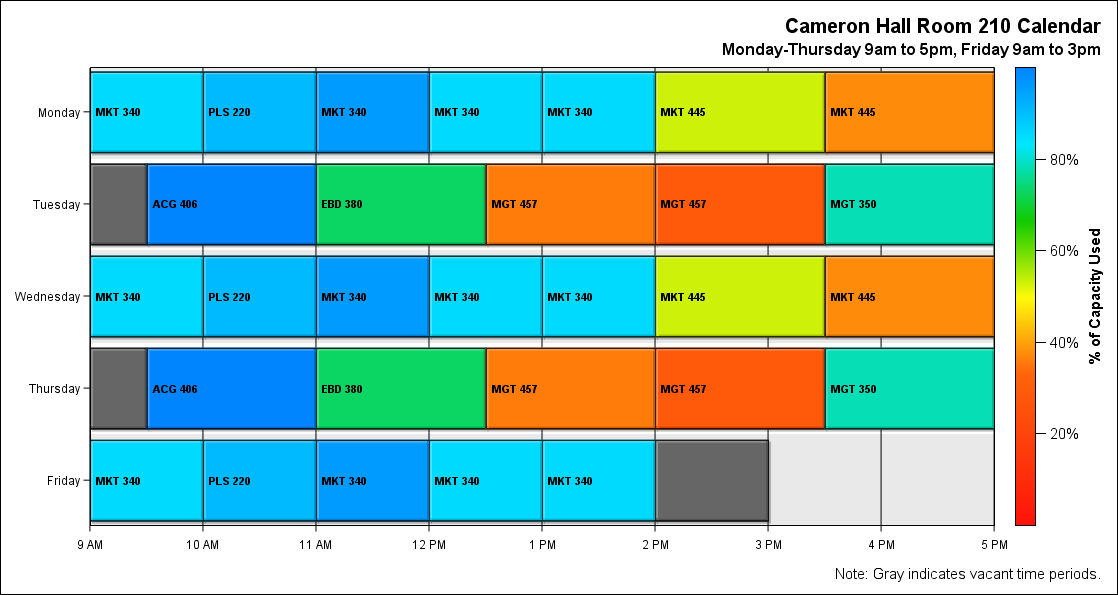 Cameron Hall Room 210 Calendar
Monday-Thursday 9am to 5pm, Friday 9am to 3pm
Monday
MKT 340 PLS 220 MKT 340 MKT 340 MKT 340 MKT 445 MKT 445
Tuesday
ACG 406 EBD 380 MGT 457 MGT 457 MGT 350
Wednesday
MKT 340 PLS 220 MKT 340 MKT 340 MKT 340 MKT 445 MKT 445
Thursday
ACG 406 EBD 380 MGT 457 MGT 457 MGT 350
Friday
MKT 340 PLS 220 MKT 340 MKT 340 MKT 340
9 AM 10 AM 11 AM 12 PM 1 PM 2 PM 3 PM 4 PM 5 PM
80%
60%
40%
20%
% of Capacity Used
Note: Gray indicates vacant time periods.